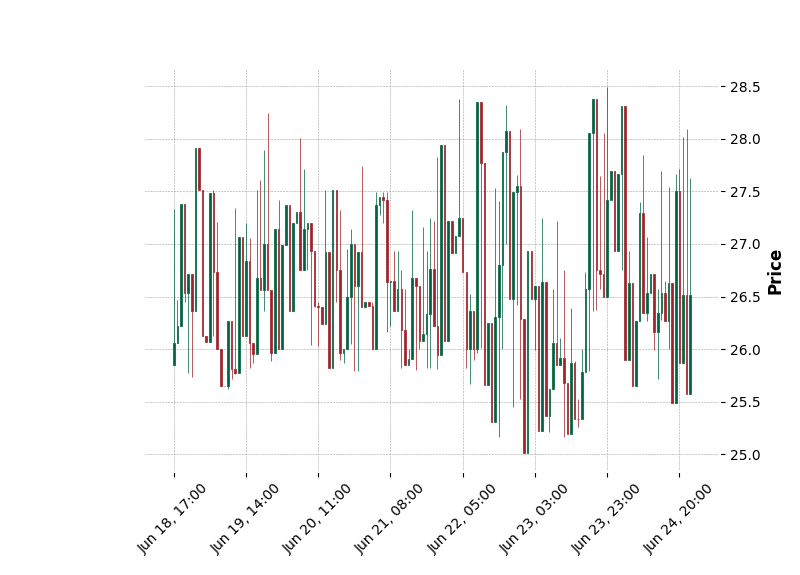 28.5
28.0
27.5
27.0
26.5
26.0
25.5
25.0
Price
Jun 18, 17:00
Jun 19, 14:00
Jun 20, 11:00
Jun 21, 08:00
Jun 22, 05:00
Jun 23, 03:00
Jun 23, 23:00
Jun 24, 20:00